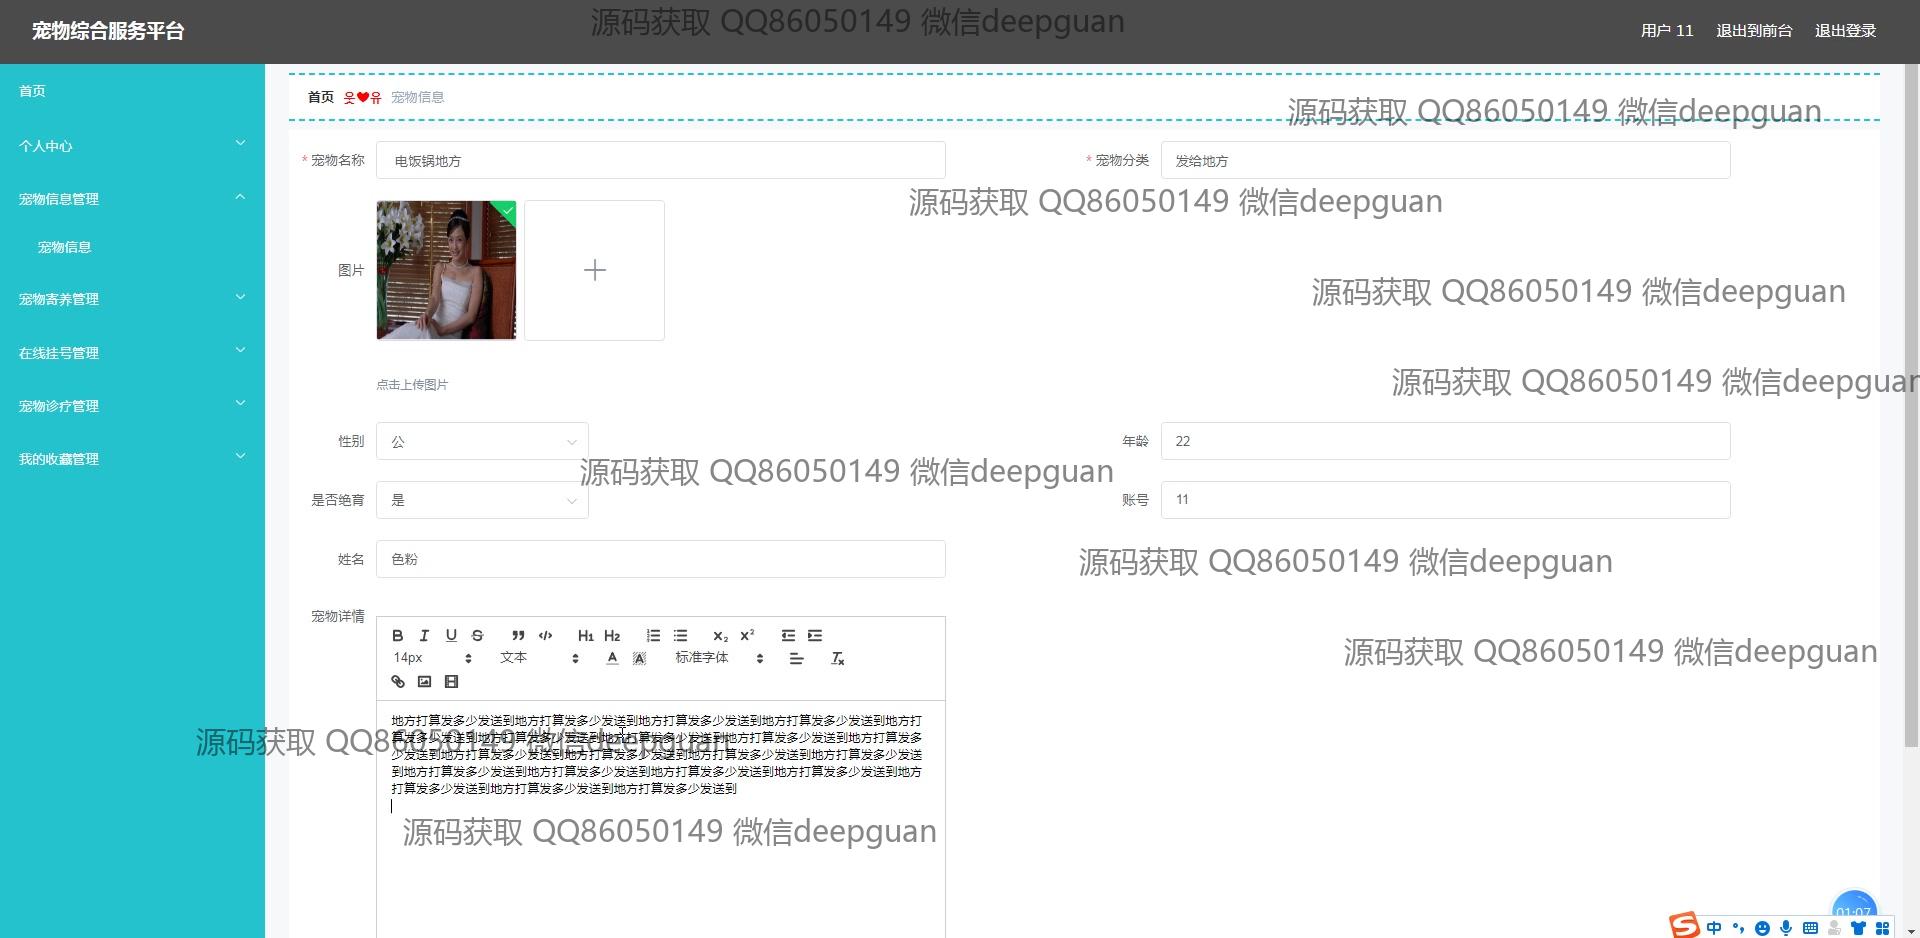 宠物综合服务平台
源码获取 QQ86050149 微信deepguan
用户 11 退出到前台 退出登录
首页
个人中心
宠物信息管理
宠物信息
宠物寄养管理
在线挂号管理
宠物诊疗管理
我的收藏管理
首页 웃❤유 宠物信息
源码获取 QQ86050149 微信deepguan
* 宠物名称 电饭锅地方
* 宠物分类 发给地方
源码获取 QQ86050149 微信deepguan
图片
源码获取 QQ86050149 微信deepguan
点击上传图片
源码获取 QQ86050149 微信deepguan
性别 公
年龄 22
源码获取 QQ86050149 微信deepguan
是否绝育 是
账号 11
姓名 色粉
源码获取 QQ86050149 微信deepguan
宠物详情
B I U S ” </> H1 H2 x₂ x²
14px 文本 A A 标准字体 Tx
源码获取 QQ86050149 微信deepguan
地方打算发多少发送到地方打算发多少发送到地方打算发多少发送到地方打算发多少发送到地方打
算发多少发送到地方打算发多少发送到地方打算发多少发送到地方打算发多少发送到地方打算发多
少发送到地方打算发多少发送到地方打算发多少发送到地方打算发多少发送到地方打算发多少发送
到地方打算发多少发送到地方打算发多少发送到地方打算发多少发送到地方打算发多少发送到地方
打算发多少发送到地方打算发多少发送到地方打算发多少发送到
源码获取 QQ86050149 微信deepguan
源码获取 QQ86050149 微信deepguan
01:07
S 中